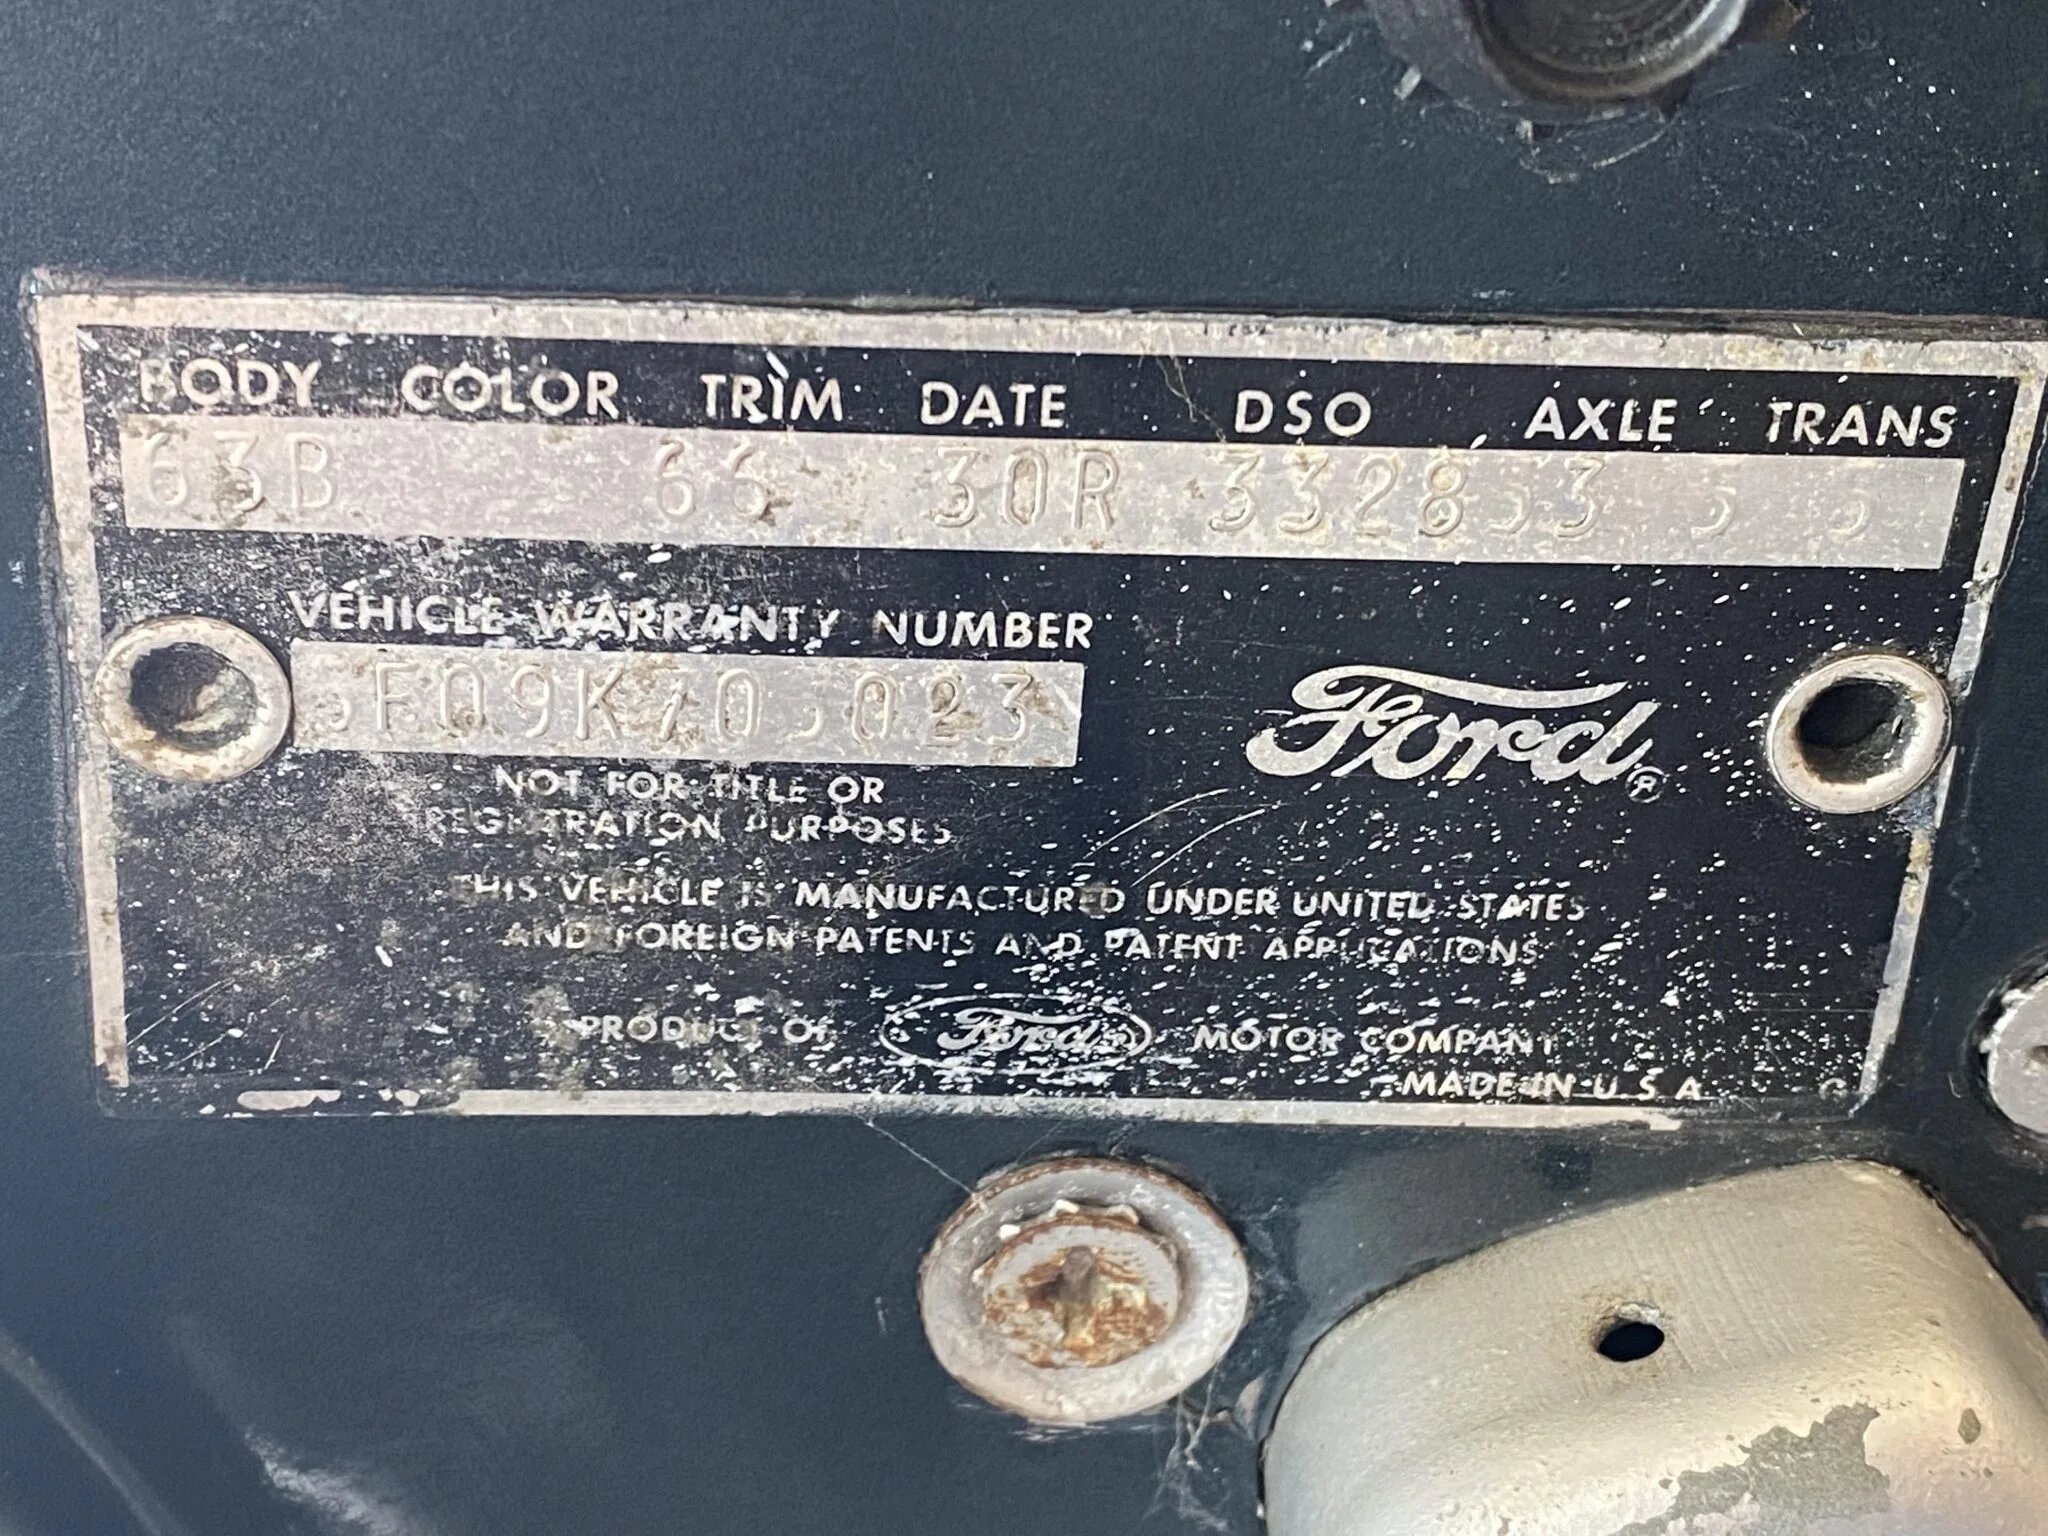 BODY COLOR TRIM DATE DSO AXLE TRANS
63B 66 30R 332853 5 5
VEHICLE WARRANTY NUMBER
5F09K705023
NOT FOR TITLE OR
REGISTRATION PURPOSES
Ford ®
THIS VEHICLE IS MANUFACTURED UNDER UNITED STATES
AND FOREIGN PATENTS AND PATENT APPLICATIONS
PRODUCT OF Ford MOTOR COMPANY
MADE IN U.S.A.